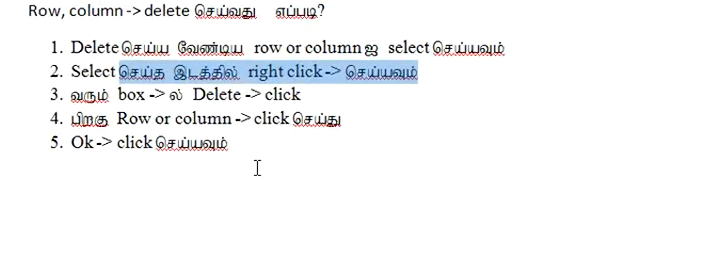 Row, column -> delete செய்வது எப்படி?
1. Delete செய்ய வேண்டிய row or column ஐ select செய்யவும்
2. Select செய்த இடத்தில் right click -> செய்யவும்
3. வரும் box -> ல் Delete -> click
4. பிறகு Row or column -> click செய்து
5. Ok -> click செய்யவும்